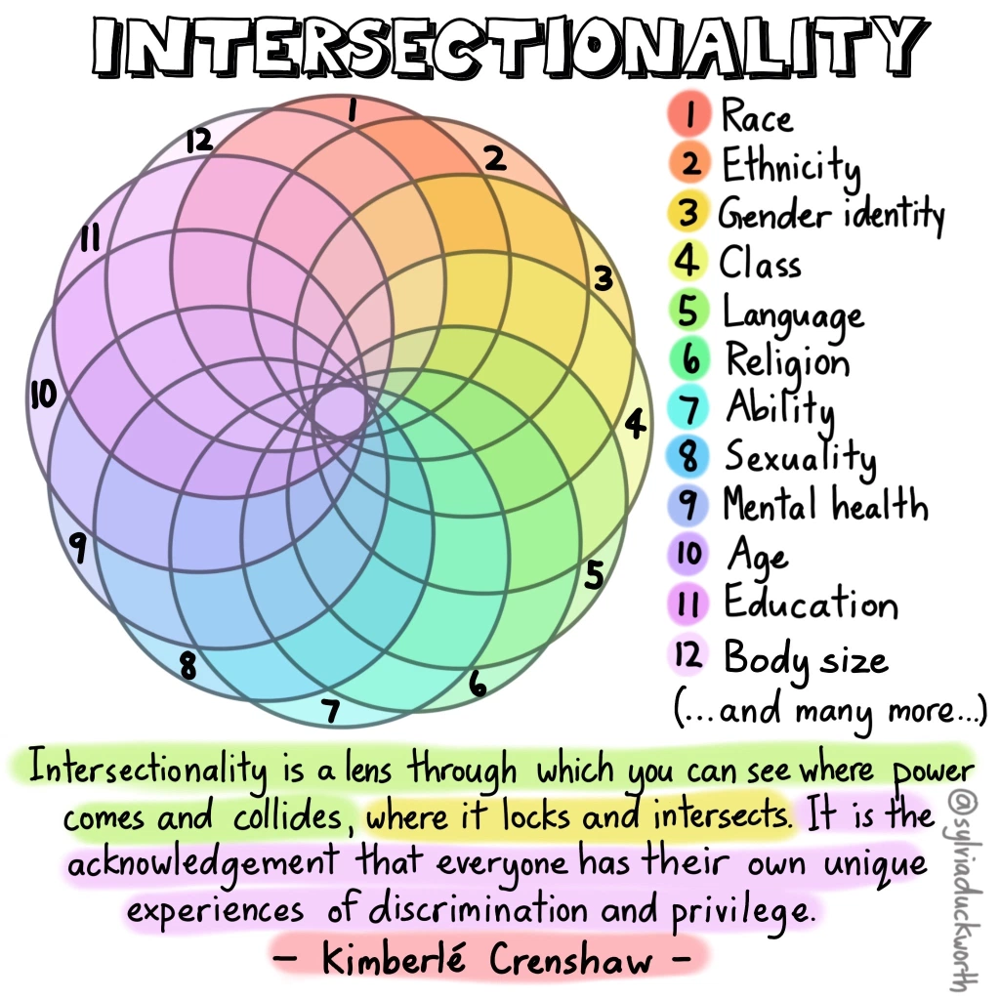 INTERSECTIONALITY
1 Race
2 Ethnicity
3 Gender identity
4 Class
5 Language
6 Religion
7 Ability
8 Sexuality
9 Mental health
10 Age
11 Education
12 Body size
(...and many more...)
1
2
3
4
5
6
7
8
9
10
11
12
Intersectionality is a lens through which you can see where power
comes and collides, where it locks and intersects. It is the
acknowledgement that everyone has their own unique
experiences of discrimination and privilege.
- Kimberlé Crenshaw -
@sylviaduckworth